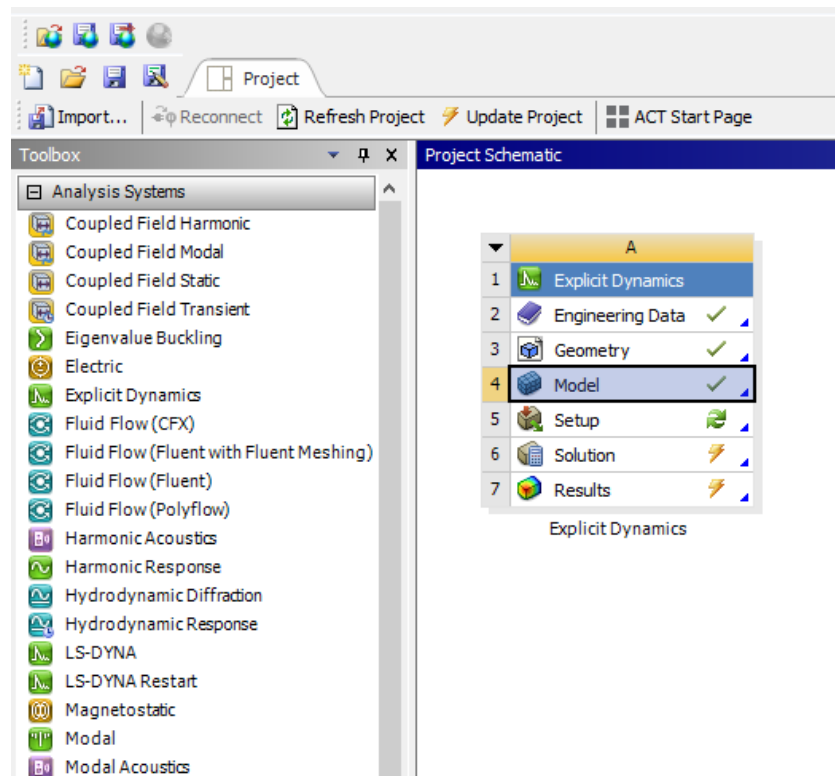 Project
Import... Reconnect Refresh Project Update Project ACT Start Page
Toolbox
Project Schematic
Analysis Systems
Coupled Field Harmonic
Coupled Field Modal
Coupled Field Static
Coupled Field Transient
Eigenvalue Buckling
Electric
Explicit Dynamics
Fluid Flow (CFX)
Fluid Flow (Fluent with Fluent Meshing)
Fluid Flow (Fluent)
Fluid Flow (Polyflow)
Harmonic Acoustics
Harmonic Response
Hydrodynamic Diffraction
Hydrodynamic Response
LS-DYNA
LS-DYNA Restart
Magnetostatic
Modal
Modal Acoustics
A
1 Explicit Dynamics
2 Engineering Data
3 Geometry
4 Model
5 Setup
6 Solution
7 Results
Explicit Dynamics